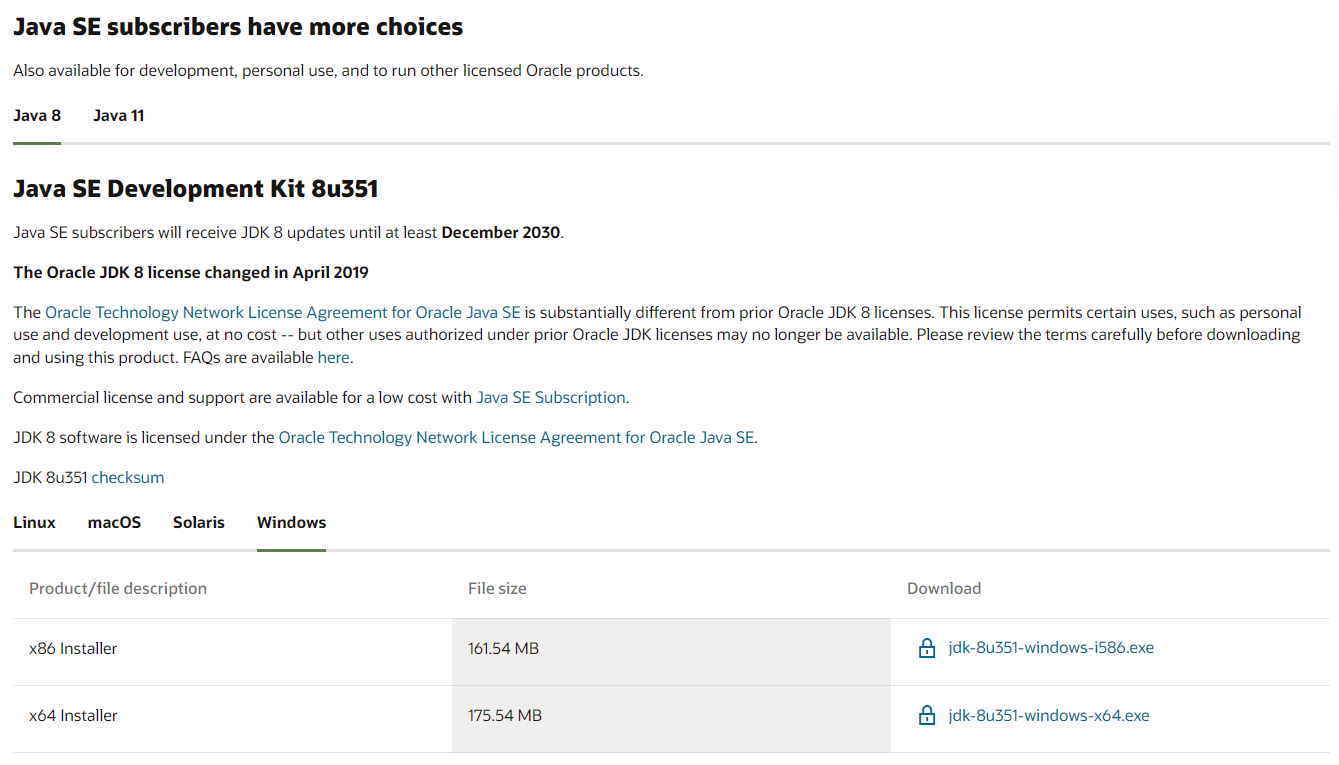 Java SE subscribers have more choices
Also available for development, personal use, and to run other licensed Oracle products.
Java 8 Java 11
Java SE Development Kit 8u351
Java SE subscribers will receive JDK 8 updates until at least December 2030.
The Oracle JDK 8 license changed in April 2019
The Oracle Technology Network License Agreement for Oracle Java SE is substantially different from prior Oracle JDK 8 licenses. This license permits certain uses, such as personal
use and development use, at no cost -- but other uses authorized under prior Oracle JDK licenses may no longer be available. Please review the terms carefully before downloading
and using this product. FAQs are available here.
Commercial license and support are available for a low cost with Java SE Subscription.
JDK 8 software is licensed under the Oracle Technology Network License Agreement for Oracle Java SE.
JDK 8u351 checksum
Linux macOS Solaris Windows
Product/file description File size Download
x86 Installer 161.54 MB jdk-8u351-windows-i586.exe
x64 Installer 175.54 MB jdk-8u351-windows-x64.exe